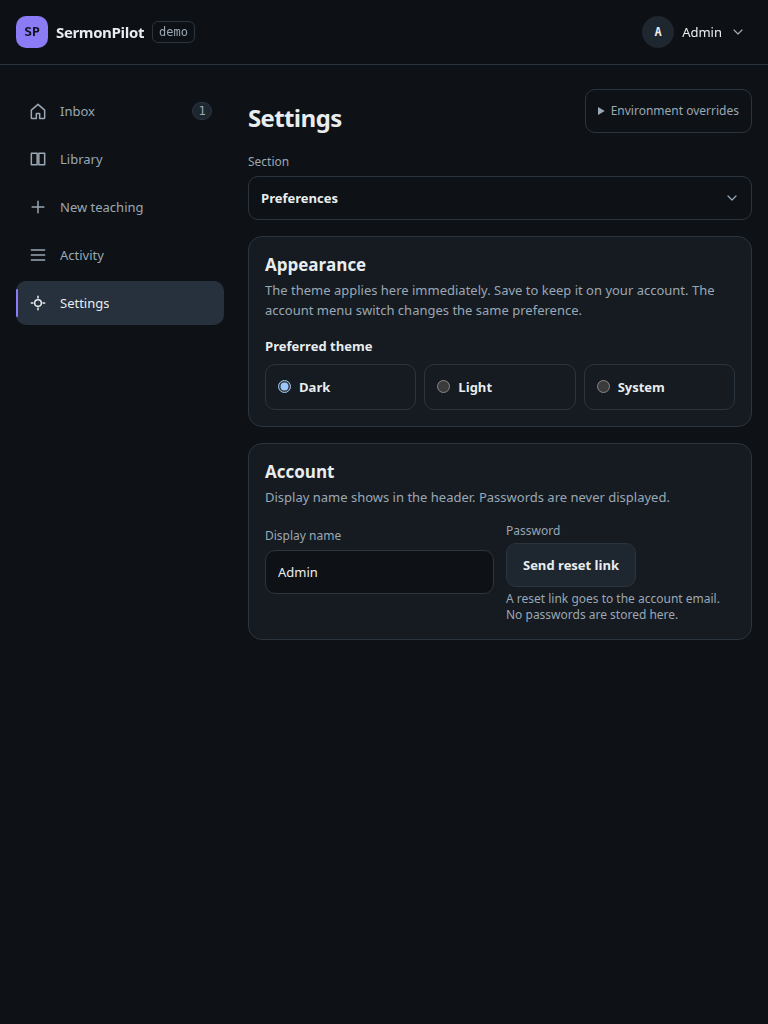 SP SermonPilot demo
A Admin
Inbox 1
Library
New teaching
Activity
Settings
Settings
Environment overrides
Section
Preferences
Appearance
The theme applies here immediately. Save to keep it on your account. The
account menu switch changes the same preference.
Preferred theme
Dark
Light
System
Account
Display name shows in the header. Passwords are never displayed.
Display name
Admin
Password
Send reset link
A reset link goes to the account email.
No passwords are stored here.